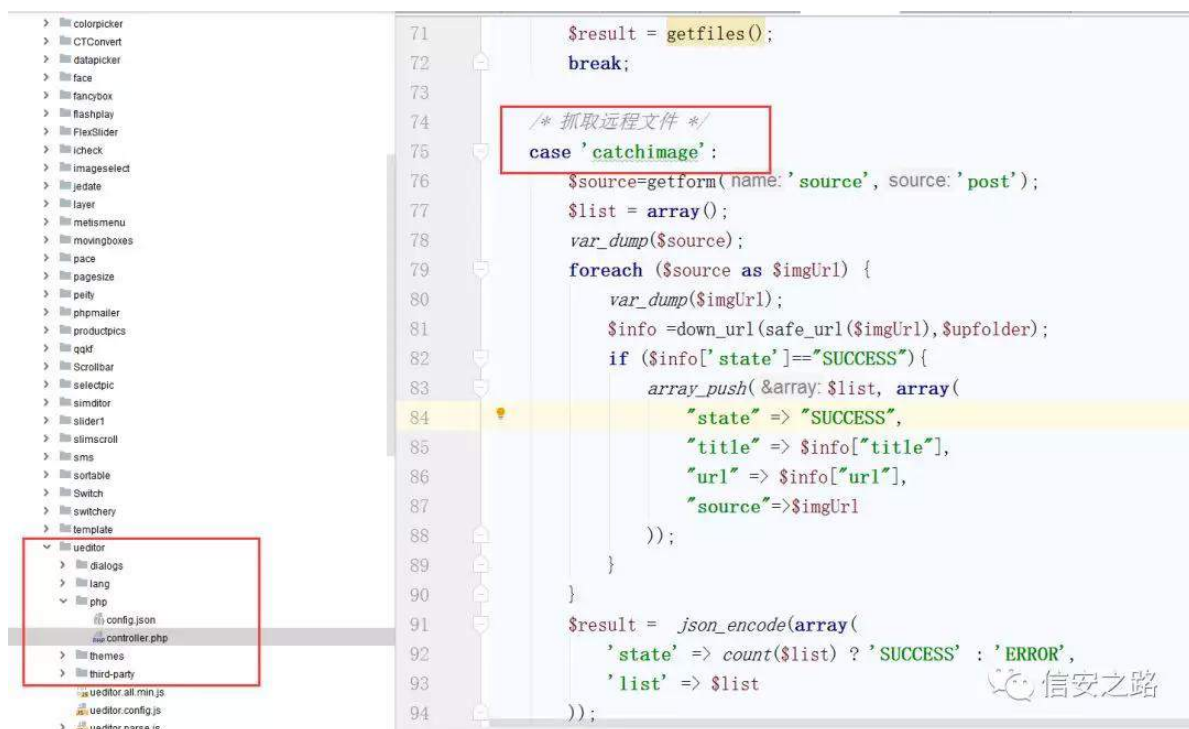 colorpicker
CTConvert
datapicker
face
fancybox
flashplay
FlexSlider
icheck
imageselect
jedate
layer
metismenu
movingboxes
pace
pagesize
peity
phpmailer
productpics
qqkf
Scrollbar
selectpic
simditor
slider1
slimscroll
sms
sortable
Switch
switchery
template
ueditor
dialogs
lang
php
config.json
controller.php
themes
third-party
ueditor.all.min.js
ueditor.config.js
ueditor.parse.js
71 $result = getfiles();
72 break;
73
74 /* 抓取远程文件 */
75 case 'catchimage':
76 $source=getform( name: 'source', source: 'post');
77 $list = array();
78 var_dump($source);
79 foreach ($source as $imgUrl) {
80 var_dump($imgUrl);
81 $info =down_url(safe_url($imgUrl),$upfolder);
82 if ($info['state']=="SUCCESS"){
83 array_push( &array: $list, array(
84 "state" => "SUCCESS",
85 "title" => $info["title"],
86 "url" => $info["url"],
87 "source"=>$imgUrl
88 ));
89 }
90 }
91 $result = json_encode(array(
92 'state' => count($list) ? 'SUCCESS' : 'ERROR',
93 'list' => $list
94 ));
信安之路